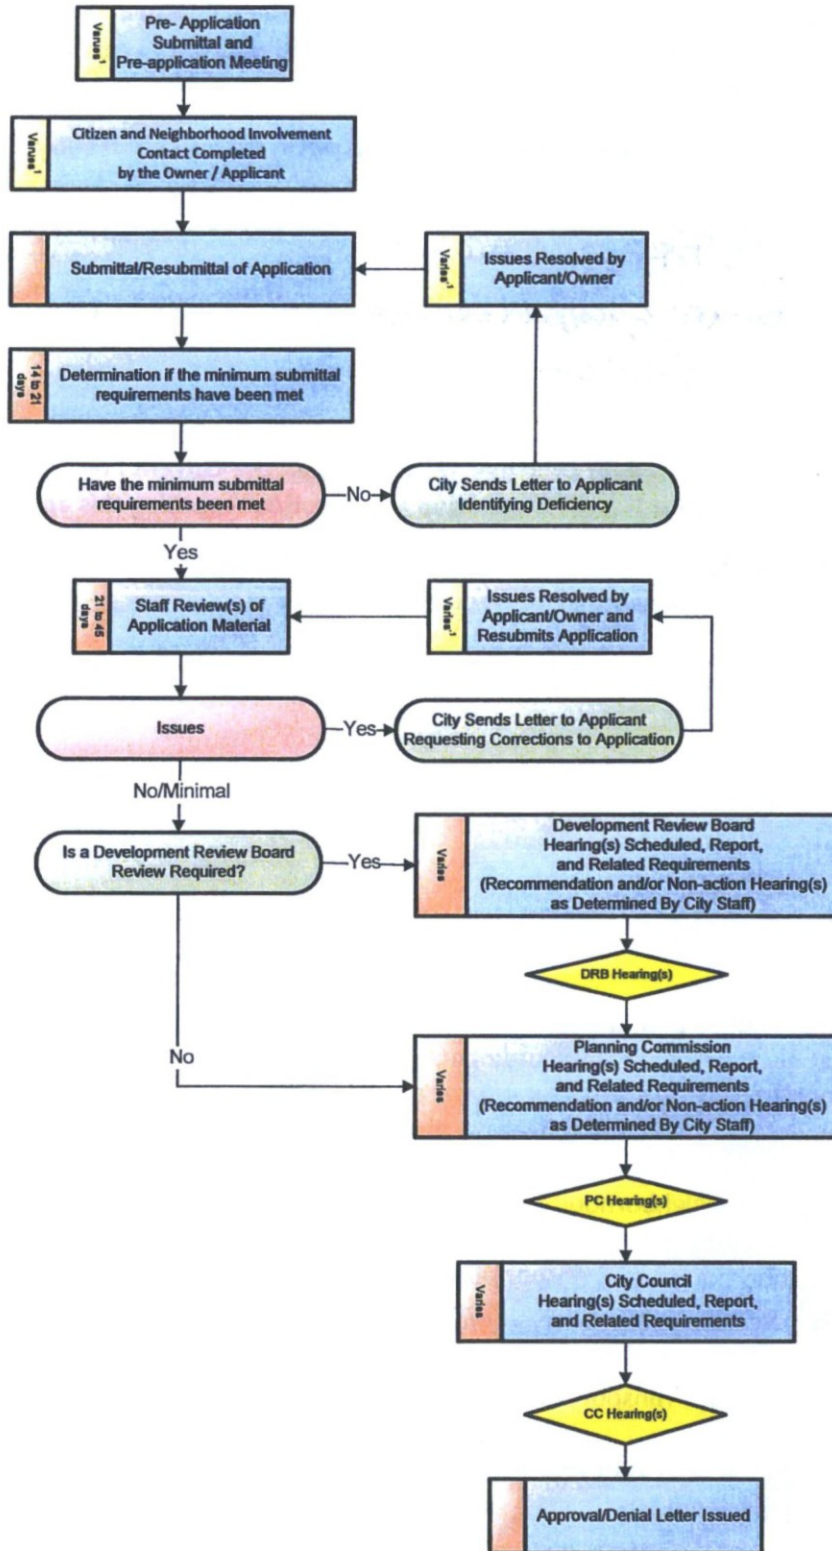 Varues¹
Pre- Application
Submittal and
Pre-application Meeting
Varues¹
Citizen and Neighborhood Involvement
Contact Completed
by the Owner / Applicant
Submittal/Resubmittal of Application
Varies¹
Issues Resolved by
Applicant/Owner
14 to 21
days
Determination if the minimum submittal
requirements have been met
Have the minimum submittal
requirements been met
No
City Sends Letter to Applicant
Identifying Deficiency
Yes
21 to 45
days
Staff Review(s) of
Application Material
Varies¹
Issues Resolved by
Applicant/Owner and
Resubmits Application
Issues
Yes
City Sends Letter to Applicant
Requesting Corrections to Application
No/Minimal
Is a Development Review Board
Review Required?
Yes
Varies
Development Review Board
Hearing(s) Scheduled, Report,
and Related Requirements
(Recommendation and/or Non-action Hearing(s)
as Determined By City Staff)
DRB Hearing(s)
No
Varies
Planning Commission
Hearing(s) Scheduled, Report,
and Related Requirements
(Recommendation and/or Non-action Hearing(s)
as Determined By City Staff)
PC Hearing(s)
Varies
City Council
Hearing(s) Scheduled, Report,
and Related Requirements
CC Hearing(s)
Approval/Denial Letter Issued